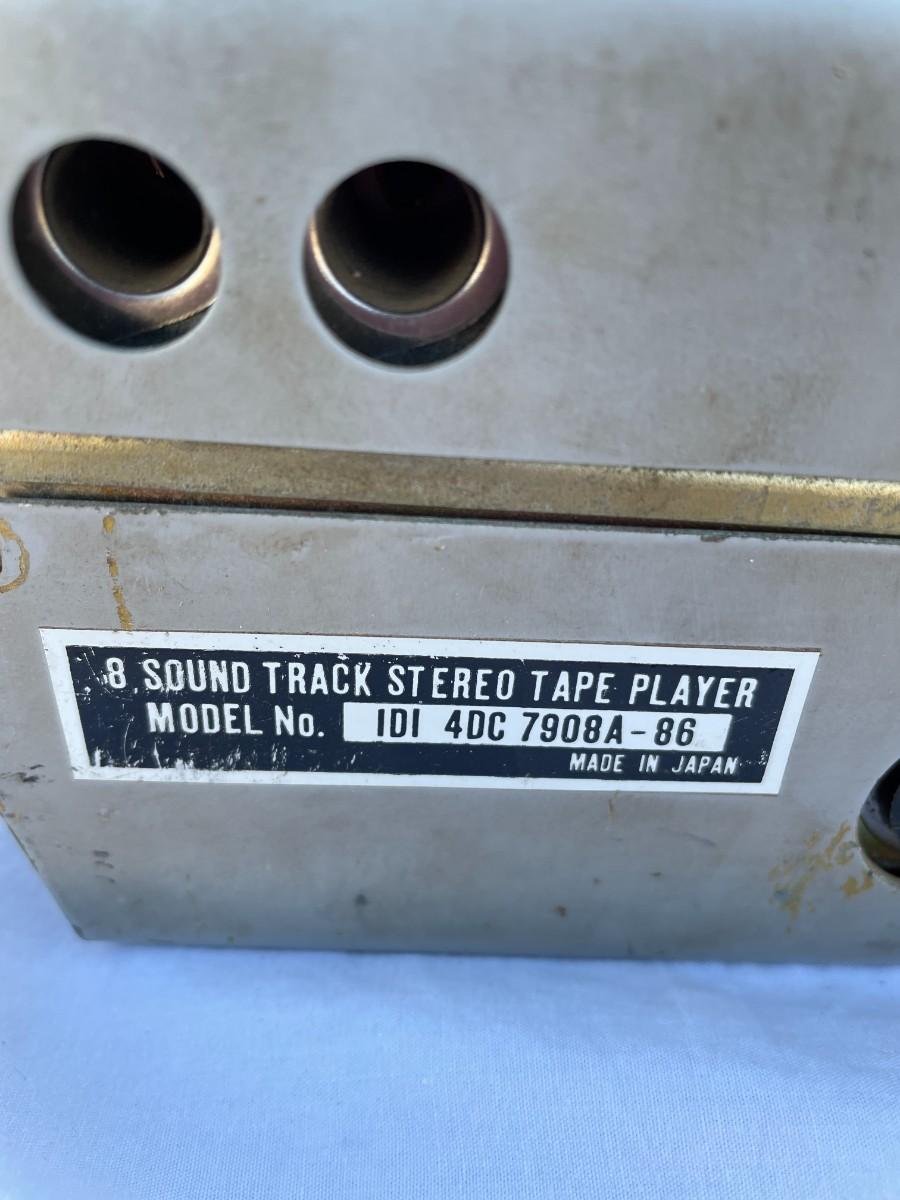 8 SOUND TRACK STEREO TAPE PLAYER
MODEL No. IDI 4DC 7908A-86
MADE IN JAPAN